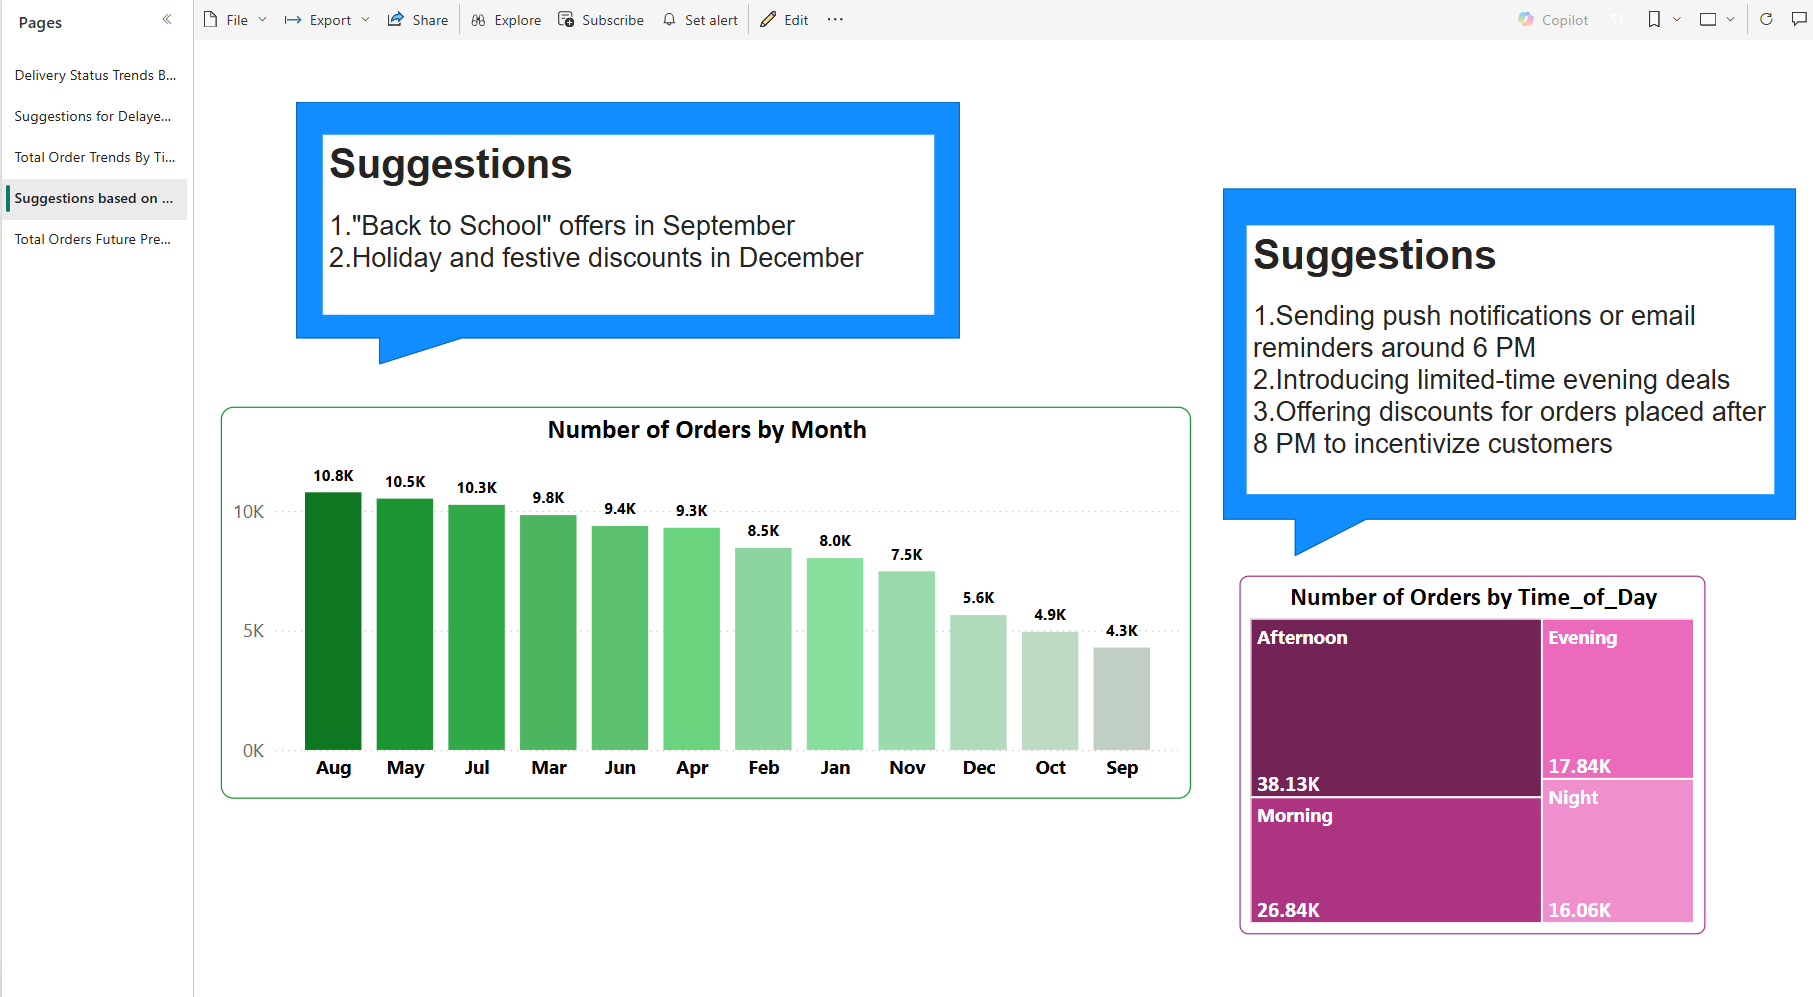 Pages
File
Export
Share
Explore
Subscribe
Set alert
Edit
Copilot
Delivery Status Trends B...
Suggestions for Delaye...
Total Order Trends By Ti...
Suggestions based on ...
Total Orders Future Pre...
Suggestions
1."Back to School" offers in September
2.Holiday and festive discounts in December
Suggestions
1.Sending push notifications or email
reminders around 6 PM
2.Introducing limited-time evening deals
3.Offering discounts for orders placed after
8 PM to incentivize customers
Number of Orders by Month
10K
5K
0K
10.8K
10.5K
10.3K
9.8K
9.4K
9.3K
8.5K
8.0K
7.5K
5.6K
4.9K
4.3K
Aug
May
Jul
Mar
Jun
Apr
Feb
Jan
Nov
Dec
Oct
Sep
Number of Orders by Time_of_Day
Afternoon
38.13K
Morning
26.84K
Evening
17.84K
Night
16.06K